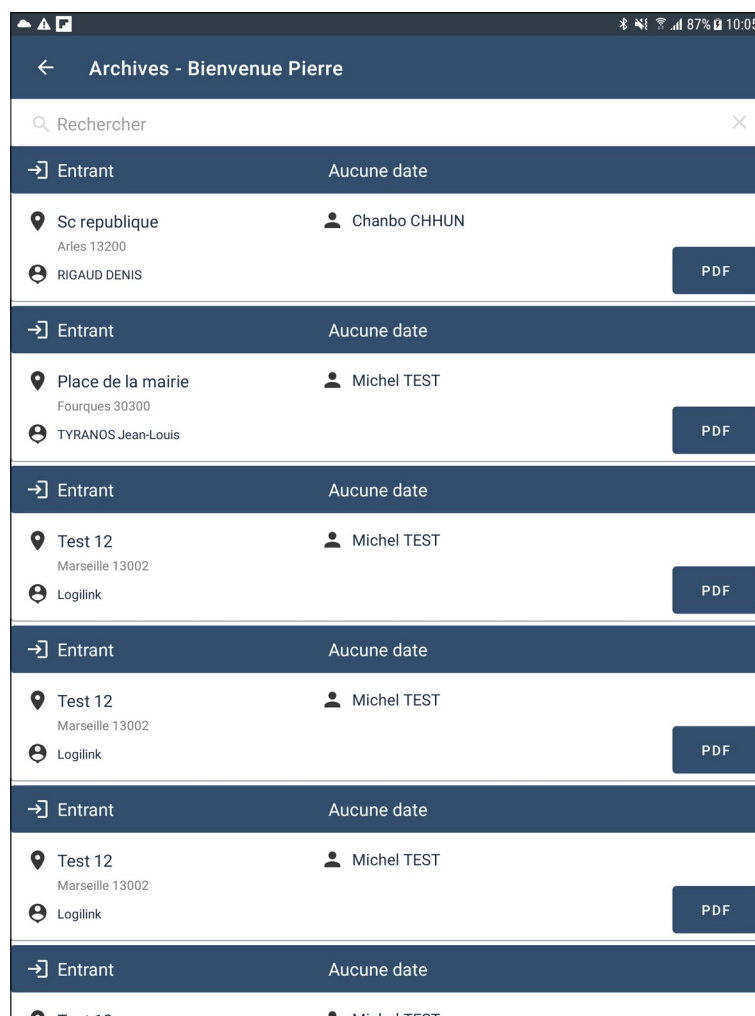 87% 10:05
Archives - Bienvenue Pierre
Rechercher
Entrant Aucune date
Sc republique Chanbo CHHUN
Arles 13200
RIGAUD DENIS PDF
Entrant Aucune date
Place de la mairie Michel TEST
Fourques 30300
TYRANOS Jean-Louis PDF
Entrant Aucune date
Test 12 Michel TEST
Marseille 13002
Logilink PDF
Entrant Aucune date
Test 12 Michel TEST
Marseille 13002
Logilink PDF
Entrant Aucune date
Test 12 Michel TEST
Marseille 13002
Logilink PDF
Entrant Aucune date